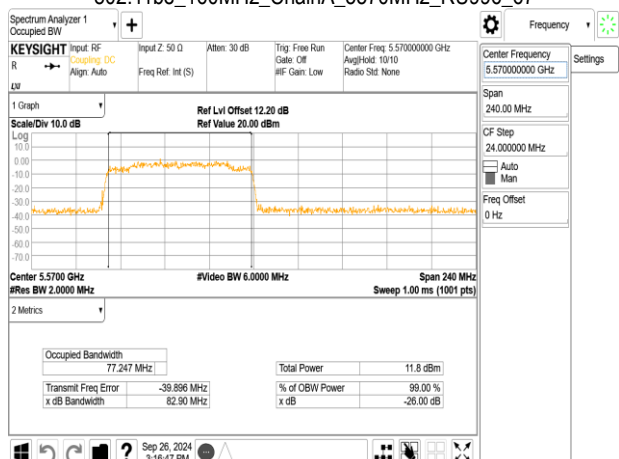 Spectrum Analyzer 1
Occupied BW
Frequency
KEYSIGHT
R
LXI
Input: RF
Coupling: DC
Align: Auto
Input Z: 50 Ω
Freq Ref: Int (S)
Atten: 30 dB
Trig: Free Run
Gate: Off
#IF Gain: Low
Center Freq: 5.570000000 GHz
Avg|Hold: 10/10
Radio Std: None
Center Frequency
5.570000000 GHz
Settings
Span
240.00 MHz
CF Step
24.000000 MHz
Auto
Man
Freq Offset
0 Hz
1 Graph
Scale/Div 10.0 dB
Ref Lvl Offset 12.20 dB
Ref Value 20.00 dBm
Log
10.0
0.00
-10.0
-20.0
-30.0
-40.0
-50.0
-60.0
-70.0
Center 5.5700 GHz
#Video BW 6.0000 MHz
Span 240 MHz
#Res BW 2.0000 MHz
Sweep 1.00 ms (1001 pts)
2 Metrics
Occupied Bandwidth
77.247 MHz
Transmit Freq Error -39.896 MHz
x dB Bandwidth 82.90 MHz
Total Power 11.8 dBm
% of OBW Power 99.00 %
x dB -26.00 dB
Sep 26, 2024
3:16:47 PM